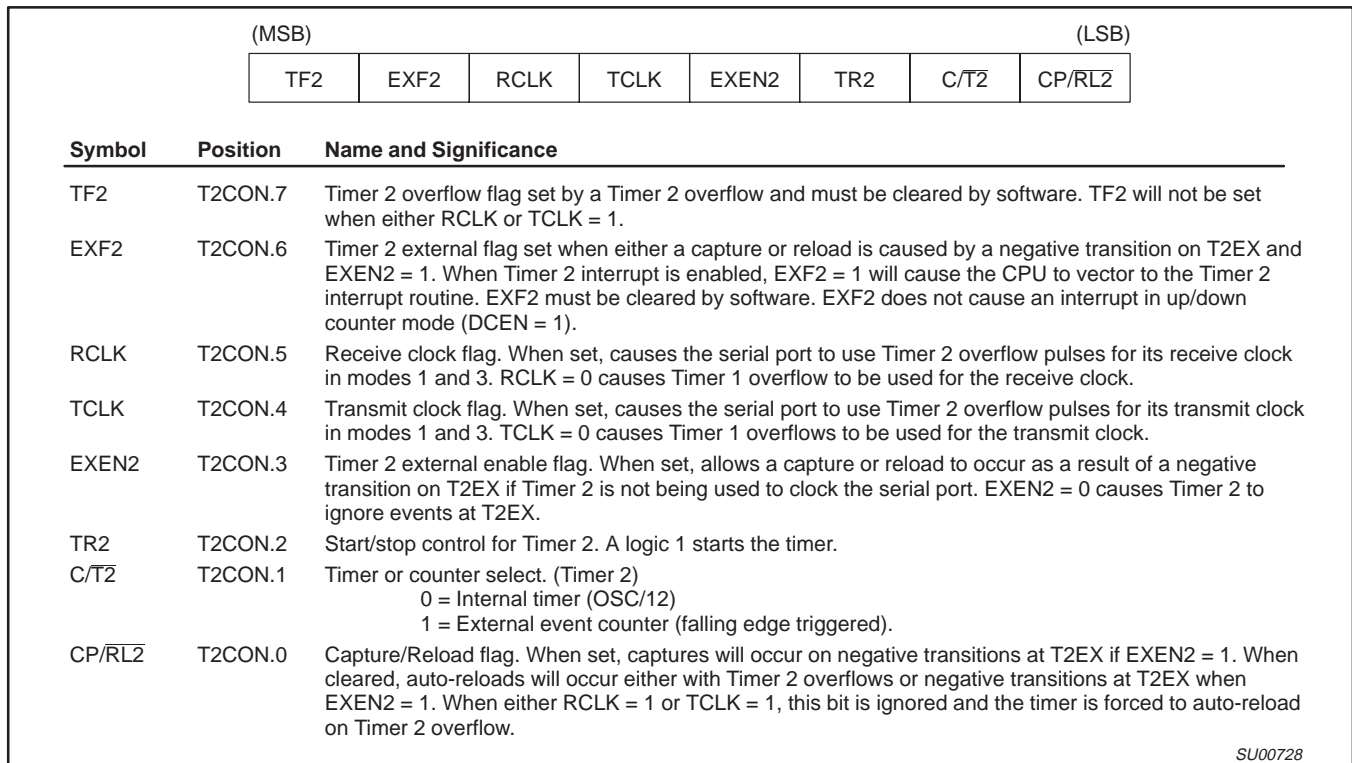 (MSB) (LSB)
TF2 EXF2 RCLK TCLK EXEN2 TR2 C/T̅2̅ CP/R̅L̅2̅
Symbol Position Name and Significance
TF2 T2CON.7 Timer 2 overflow flag set by a Timer 2 overflow and must be cleared by software. TF2 will not be set
when either RCLK or TCLK = 1.
EXF2 T2CON.6 Timer 2 external flag set when either a capture or reload is caused by a negative transition on T2EX and
EXEN2 = 1. When Timer 2 interrupt is enabled, EXF2 = 1 will cause the CPU to vector to the Timer 2
interrupt routine. EXF2 must be cleared by software. EXF2 does not cause an interrupt in up/down
counter mode (DCEN = 1).
RCLK T2CON.5 Receive clock flag. When set, causes the serial port to use Timer 2 overflow pulses for its receive clock
in modes 1 and 3. RCLK = 0 causes Timer 1 overflow to be used for the receive clock.
TCLK T2CON.4 Transmit clock flag. When set, causes the serial port to use Timer 2 overflow pulses for its transmit clock
in modes 1 and 3. TCLK = 0 causes Timer 1 overflows to be used for the transmit clock.
EXEN2 T2CON.3 Timer 2 external enable flag. When set, allows a capture or reload to occur as a result of a negative
transition on T2EX if Timer 2 is not being used to clock the serial port. EXEN2 = 0 causes Timer 2 to
ignore events at T2EX.
TR2 T2CON.2 Start/stop control for Timer 2. A logic 1 starts the timer.
C/T̅2̅ T2CON.1 Timer or counter select. (Timer 2)
0 = Internal timer (OSC/12)
1 = External event counter (falling edge triggered).
CP/R̅L̅2̅ T2CON.0 Capture/Reload flag. When set, captures will occur on negative transitions at T2EX if EXEN2 = 1. When
cleared, auto-reloads will occur either with Timer 2 overflows or negative transitions at T2EX when
EXEN2 = 1. When either RCLK = 1 or TCLK = 1, this bit is ignored and the timer is forced to auto-reload
on Timer 2 overflow.
SU00728